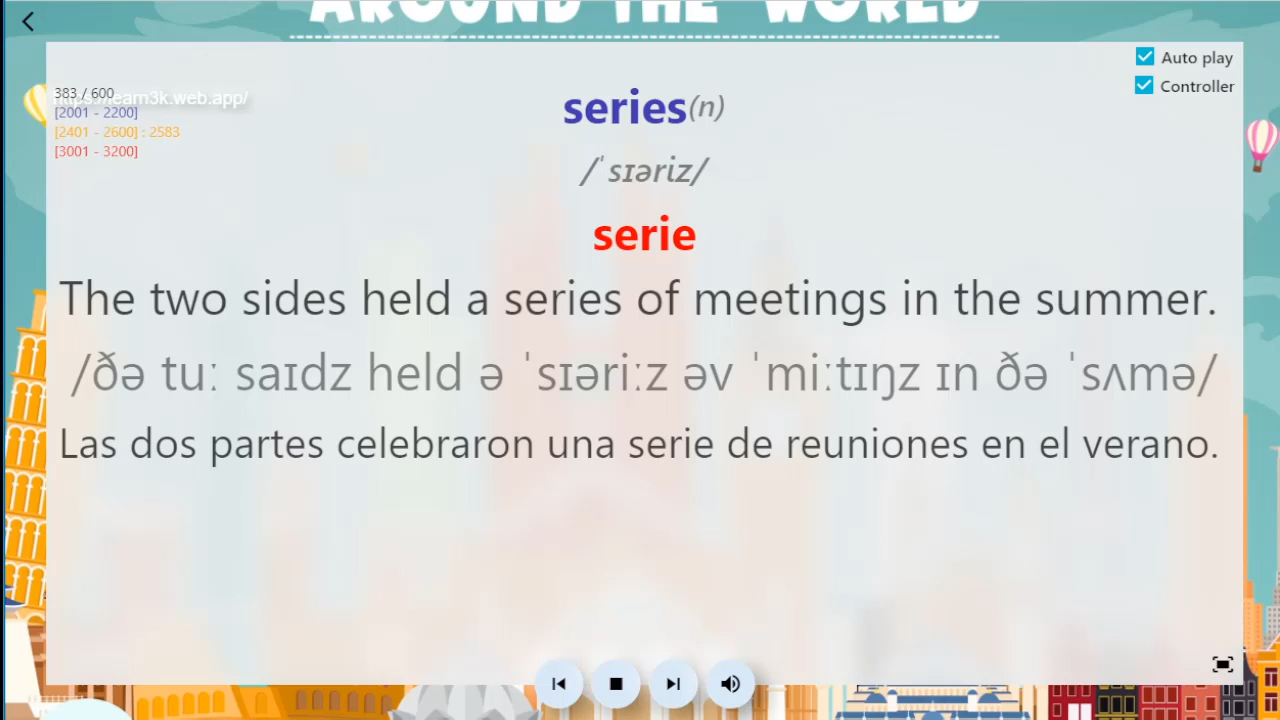 AROUND THE WORLD
Auto play
Controller
383 / 600
https://learn3k.web.app/
[2001 - 2200]
[2401 - 2600] : 2583
[3001 - 3200]
series(n)
/ˈsɪəriz/
serie
The two sides held a series of meetings in the summer.
/ðə tuː saɪdz held ə ˈsɪəriːz əv ˈmiːtɪŋz ɪn ðə ˈsʌmə/
Las dos partes celebraron una serie de reuniones en el verano.